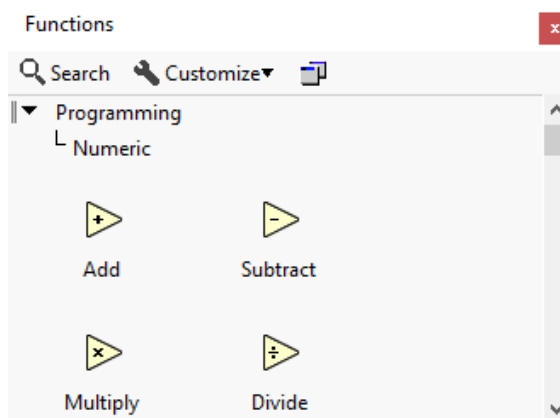 Functions
x
Search Customize
Programming
Numeric
+ −
Add Subtract
× ÷
Multiply Divide